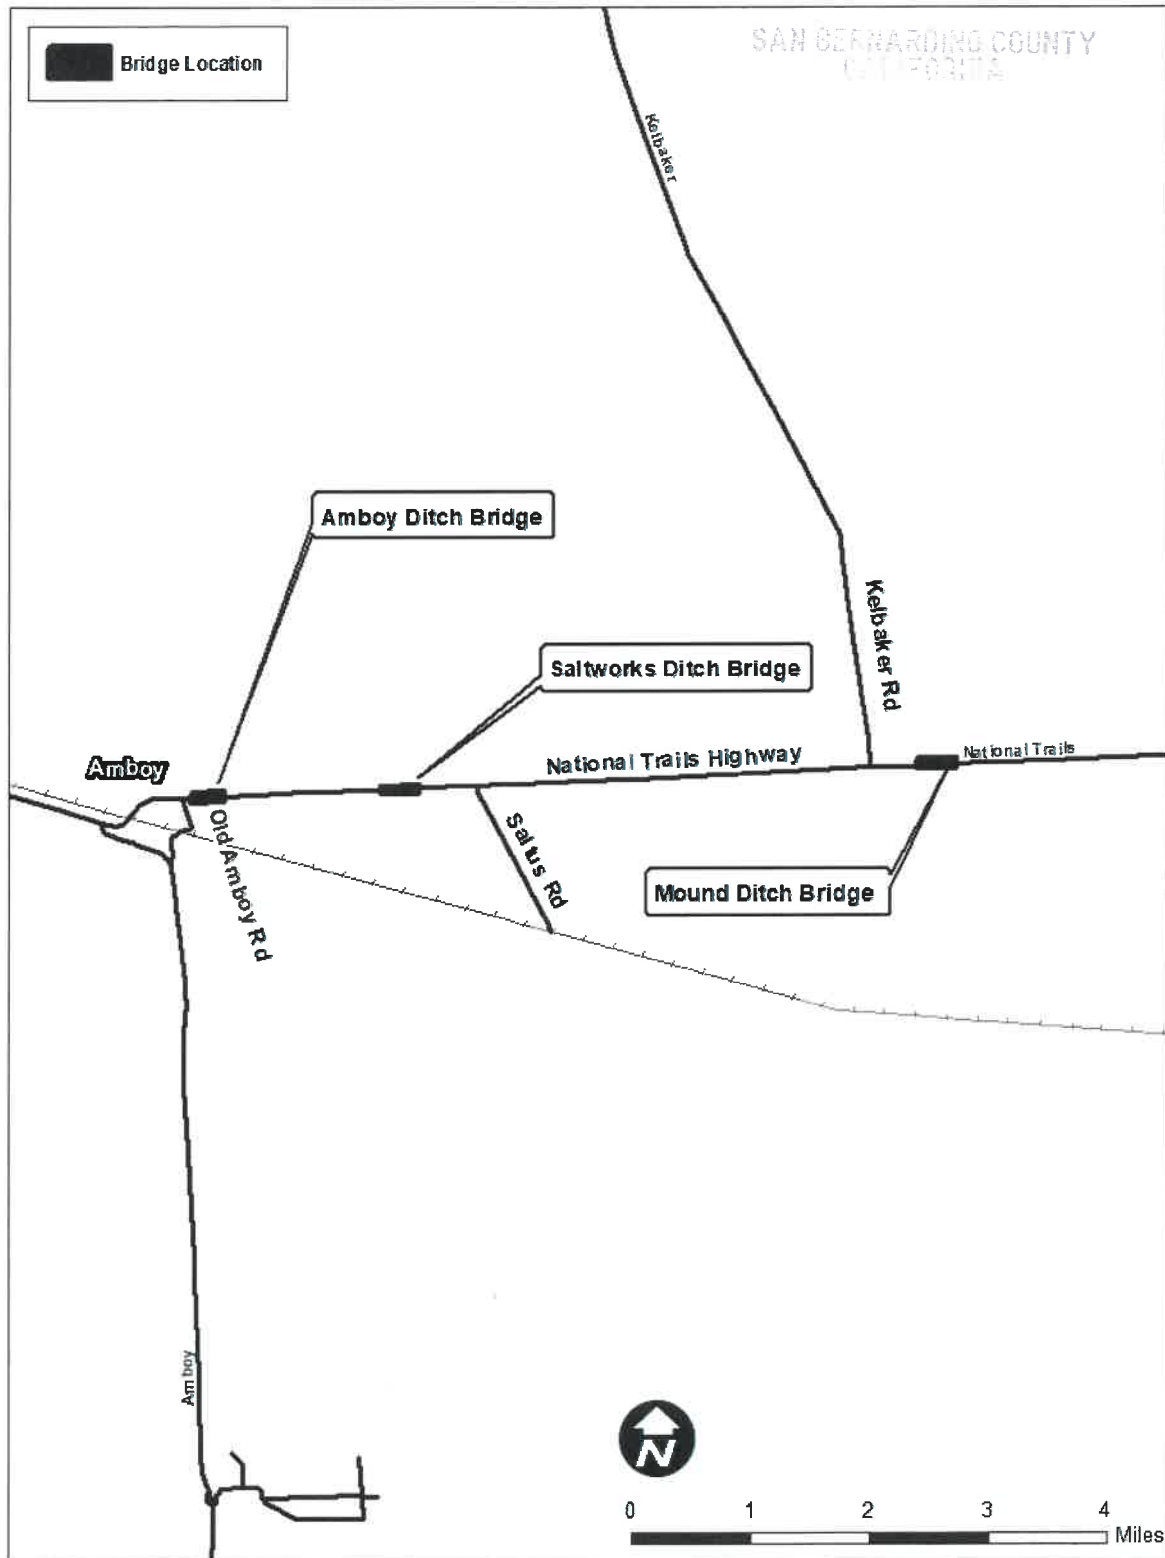 SAN BERNARDINO COUNTY
CALIFORNIA
Bridge Location
Kelbaker
Amboy Ditch Bridge
Kelbaker Rd
Saltworks Ditch Bridge
National Trails Highway
National Trails
Amboy
Old Amboy Rd
Saltus Rd
Mound Ditch Bridge
Amboy
N
0 1 2 3 4
Miles